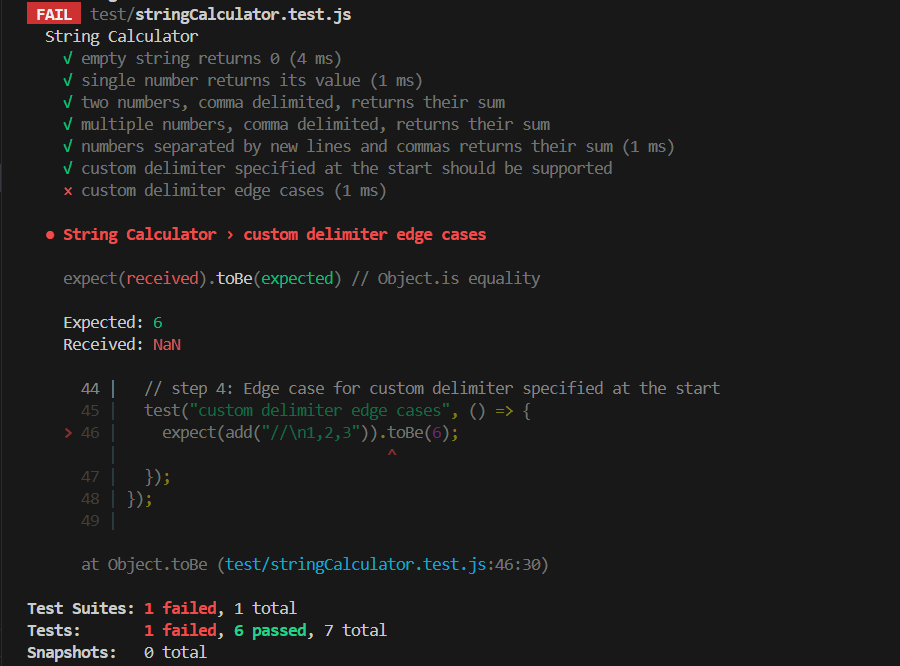 FAIL test/stringCalculator.test.js
String Calculator
√ empty string returns 0 (4 ms)
√ single number returns its value (1 ms)
√ two numbers, comma delimited, returns their sum
√ multiple numbers, comma delimited, returns their sum
√ numbers separated by new lines and commas returns their sum (1 ms)
√ custom delimiter specified at the start should be supported
× custom delimiter edge cases (1 ms)
● String Calculator › custom delimiter edge cases
expect(received).toBe(expected) // Object.is equality
Expected: 6
Received: NaN
44 | // step 4: Edge case for custom delimiter specified at the start
45 | test("custom delimiter edge cases", () => {
> 46 | expect(add("//\n1,2,3")).toBe(6);
| ^
47 | });
48 | });
49 |
at Object.toBe (test/stringCalculator.test.js:46:30)
Test Suites: 1 failed, 1 total
Tests: 1 failed, 6 passed, 7 total
Snapshots: 0 total